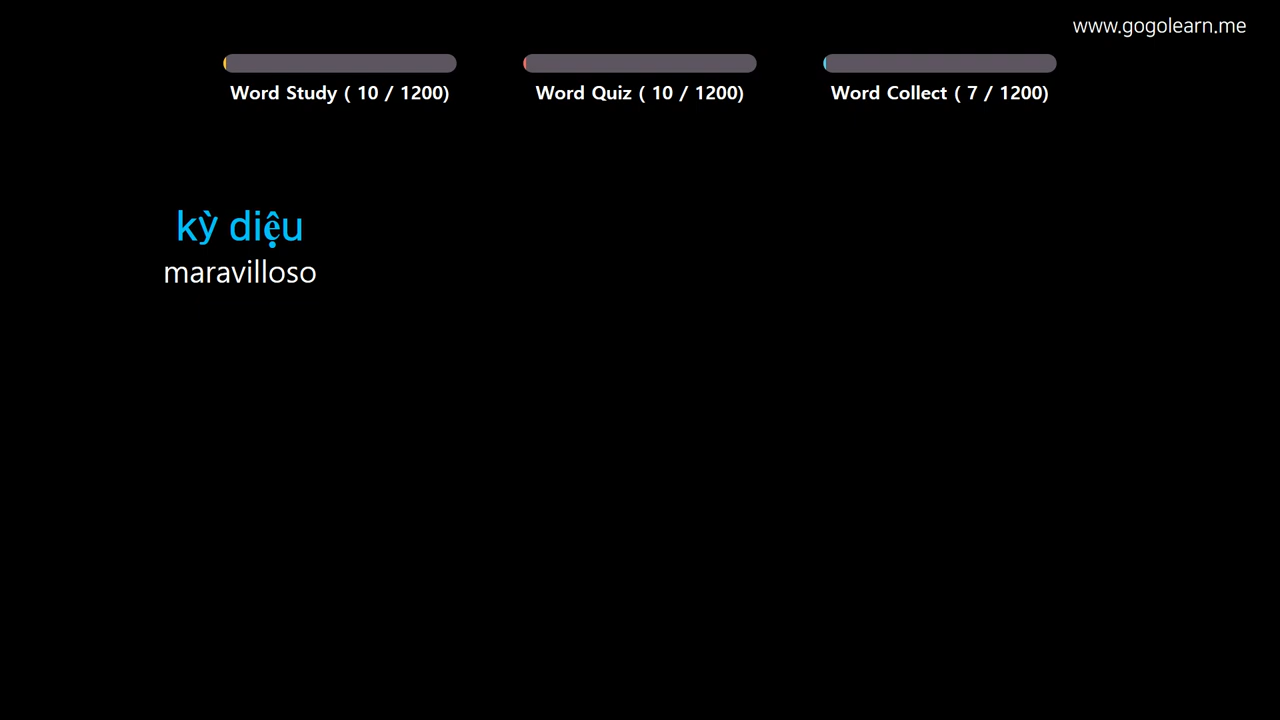 www.gogolearn.me
Word Study ( 10 / 1200)
Word Quiz ( 10 / 1200)
Word Collect ( 7 / 1200)
kỳ diệu
maravilloso